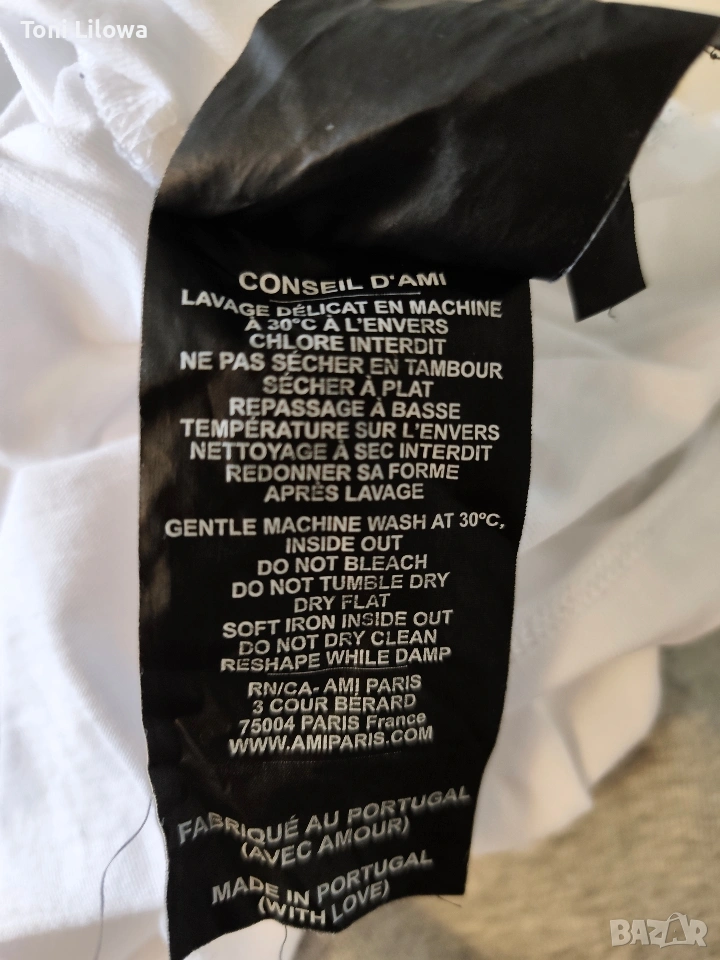 Toni Lilowa
CONSEIL D'AMI
LAVAGE DÉLICAT EN MACHINE
À 30°C À L'ENVERS
CHLORE INTERDIT
NE PAS SÉCHER EN TAMBOUR
SÉCHER À PLAT
REPASSAGE À BASSE
TEMPÉRATURE SUR L'ENVERS
NETTOYAGE À SEC INTERDIT
REDONNER SA FORME
APRÈS LAVAGE
GENTLE MACHINE WASH AT 30°C,
INSIDE OUT
DO NOT BLEACH
DO NOT TUMBLE DRY
DRY FLAT
SOFT IRON INSIDE OUT
DO NOT DRY CLEAN
RESHAPE WHILE DAMP
RN/CA- AMI PARIS
3 COUR BÉRARD
75004 PARIS France
WWW.AMIPARIS.COM
FABRIQUÉ AU PORTUGAL
(AVEC AMOUR)
MADE IN PORTUGAL
(WITH LOVE)
BAZAR